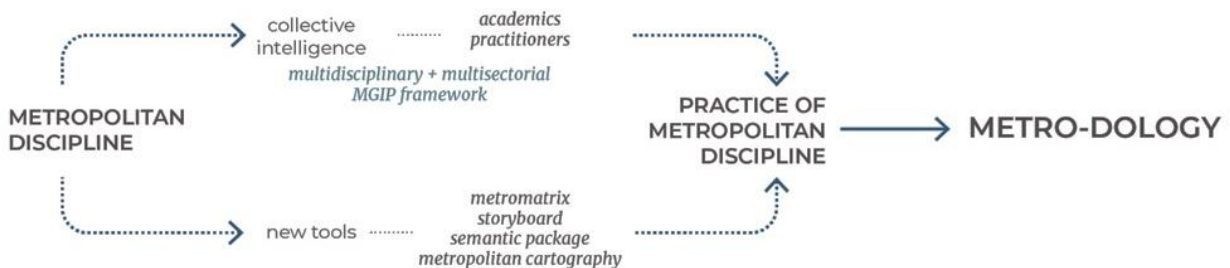 METROPOLITAN
DISCIPLINE
collective
intelligence
academics
practitioners
multidisciplinary + multisectorial
MGIP framework
new tools
metromatrix
storyboard
semantic package
metropolitan cartography
PRACTICE OF
METROPOLITAN
DISCIPLINE
METRO-DOLOGY